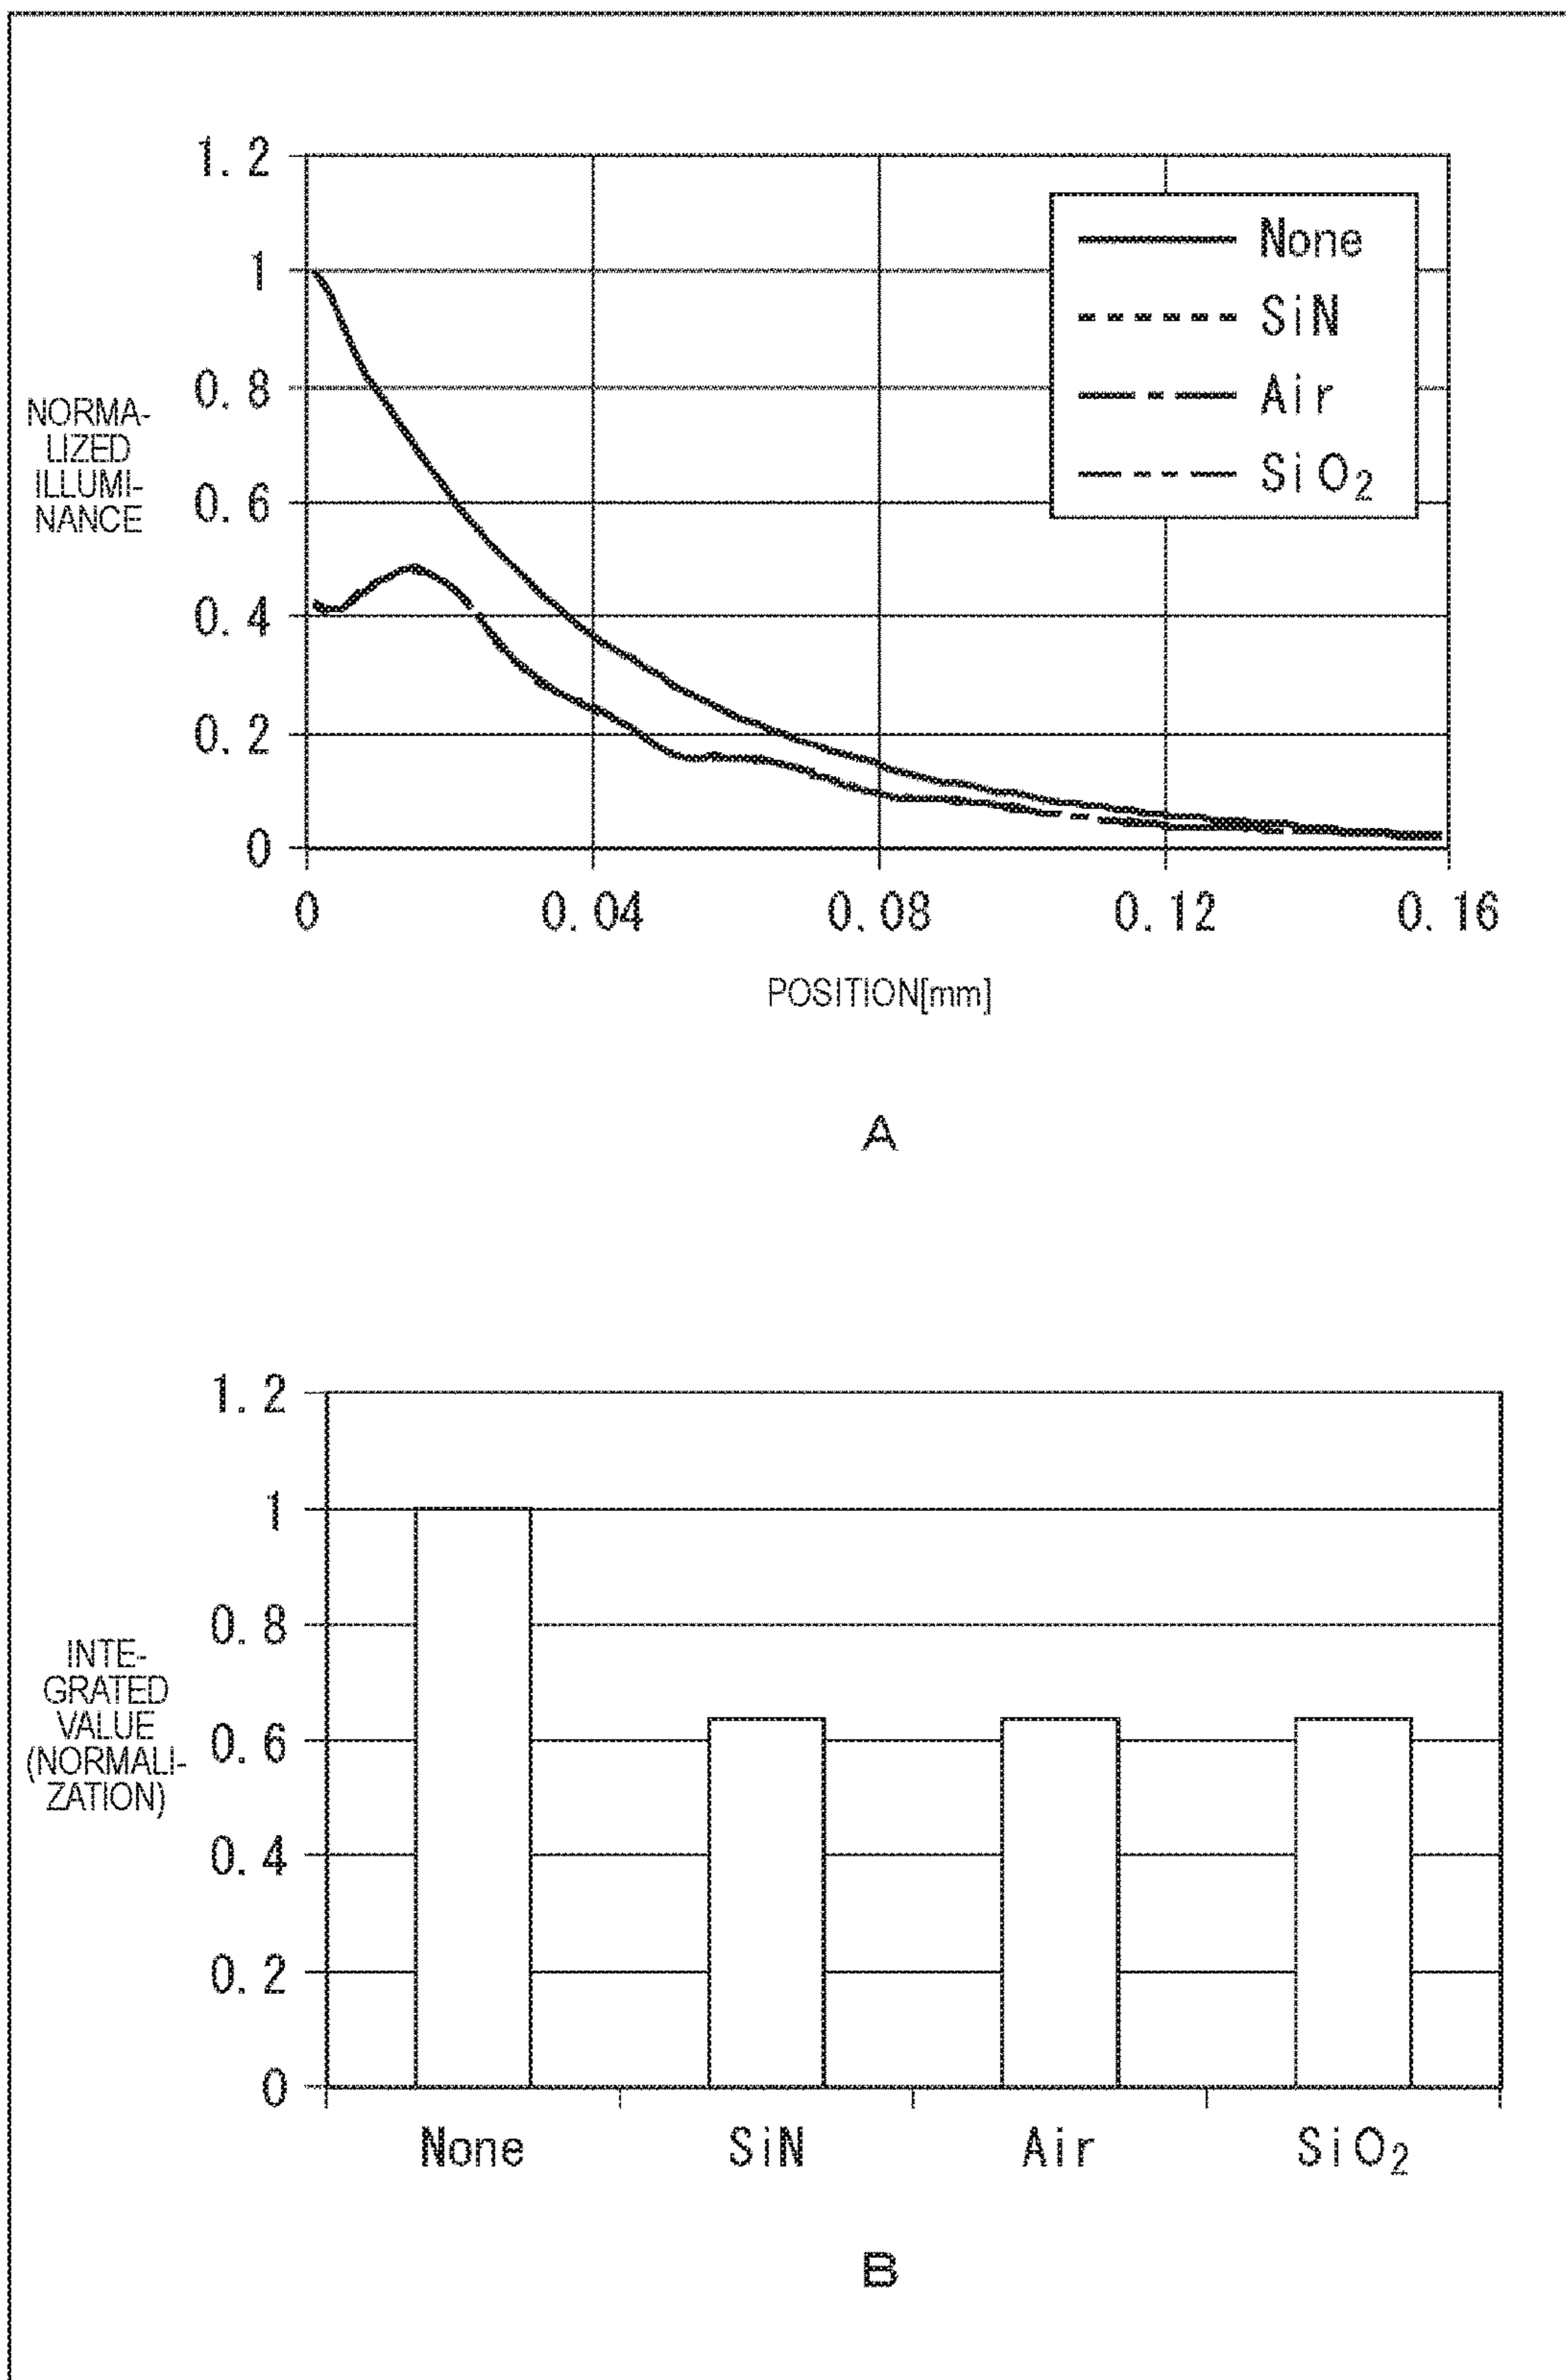 1.2
1
0.8
0.6
0.4
0.2
0
NORMA-
LIZED
ILLUMI-
NANCE
None
SiN
Air
SiO2
0 0.04 0.08 0.12 0.16
POSITION[mm]
A
1.2
1
0.8
0.6
0.4
0.2
0
INTE-
GRATED
VALUE
(NORMALI-
ZATION)
None SiN Air SiO2
B